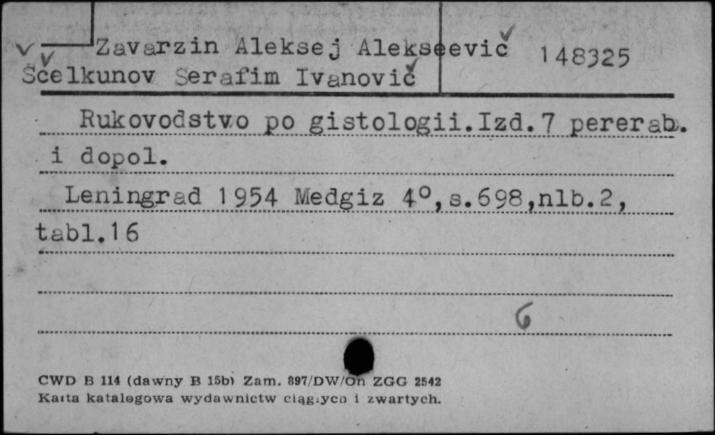 Zavarzin Aleksej Alekseevič 148325
Ščelkunov Serafim Ivanovič
Rukovodstvo po gistologii.Izd.7 pererab.
i dopol.
Leningrad 1954 Medgiz 4°,s.698,nlb.2,
tabl.16
6
CWD B 114 (dawny B 15b) Zam. 897/DW/On ZGG 2542
Karta katalogowa wydawnictw ciągłych i zwartych.